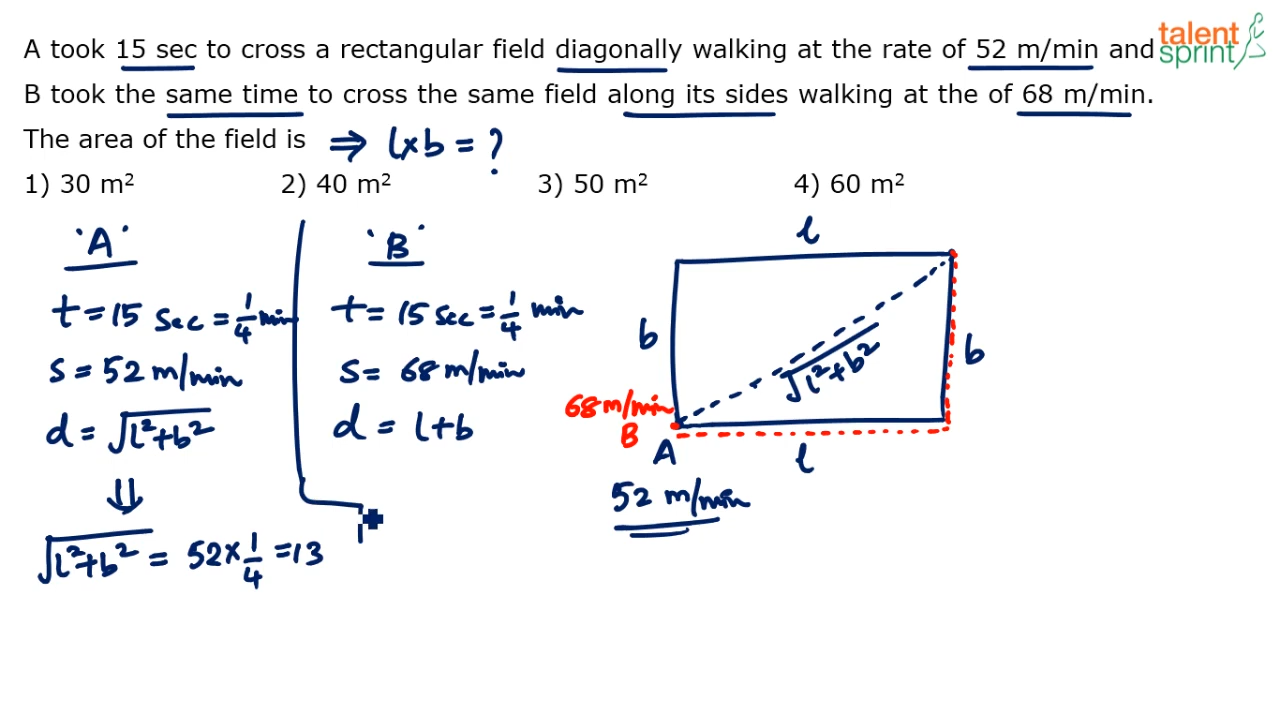 A took 15 sec to cross a rectangular field diagonally walking at the rate of 52 m/min and
talent
sprint
B took the same time to cross the same field along its sides walking at the of 68 m/min.
The area of the field is ⇒ l×b = ?
1) 30 m² 2) 40 m² 3) 50 m² 4) 60 m²
'A'
t = 15 Sec = 1/4 min
s = 52 m/min
d = √l²+b²
⇓
√l²+b² = 52 × 1/4 = 13
'B'
t = 15 Sec = 1/4 min
s = 68 m/min
d = l+b
l
b
√l²+b²
b
68 m/min
B
A
l
52 m/min